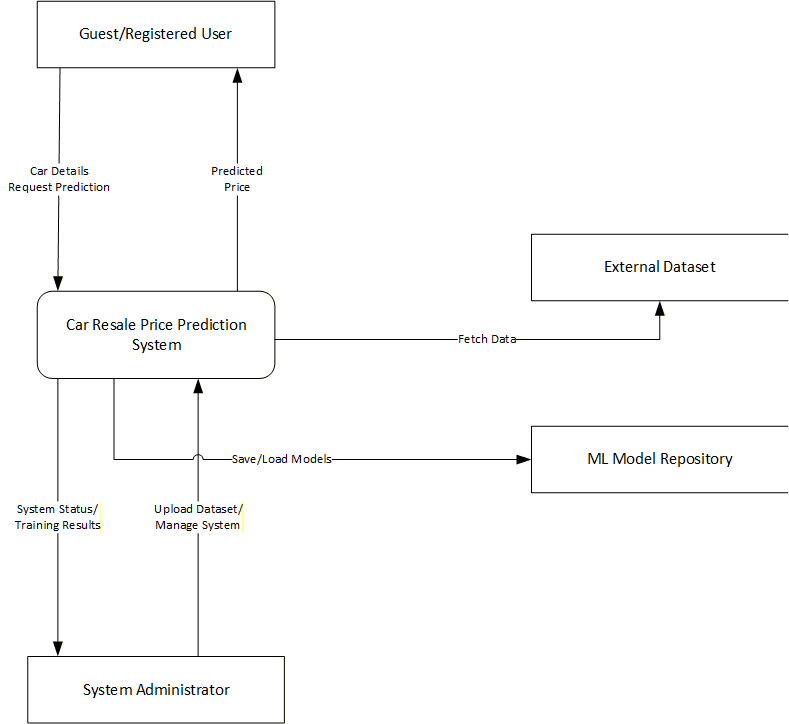 Guest/Registered User
Car Details
Request Prediction
Predicted
Price
External Dataset
Car Resale Price Prediction
System
Fetch Data
Save/Load Models
ML Model Repository
System Status/
Training Results
Upload Dataset/
Manage System
System Administrator